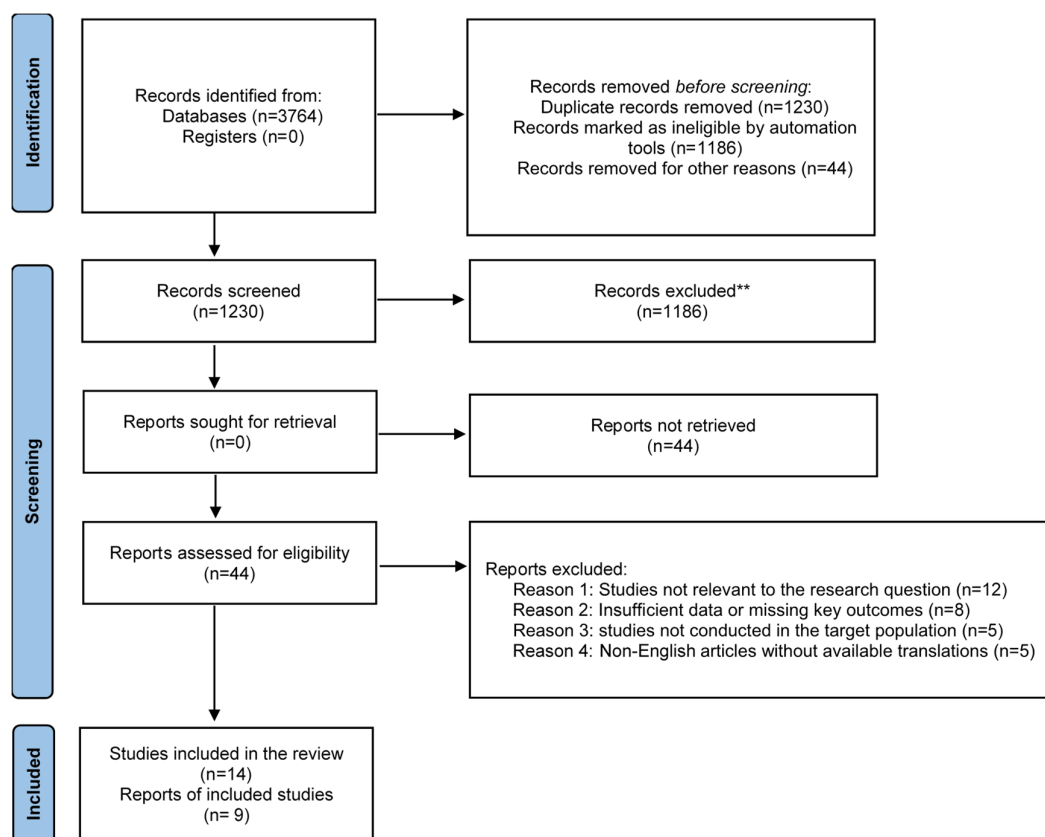 Identification
Records identified from:
Databases (n=3764)
Registers (n=0)
Records removed before screening:
Duplicate records removed (n=1230)
Records marked as ineligible by automation
tools (n=1186)
Records removed for other reasons (n=44)
Screening
Records screened
(n=1230)
Records excluded**
(n=1186)
Reports sought for retrieval
(n=0)
Reports not retrieved
(n=44)
Reports assessed for eligibility
(n=44)
Reports excluded:
Reason 1: Studies not relevant to the research question (n=12)
Reason 2: Insufficient data or missing key outcomes (n=8)
Reason 3: studies not conducted in the target population (n=5)
Reason 4: Non-English articles without available translations (n=5)
Included
Studies included in the review
(n=14)
Reports of included studies
(n= 9)